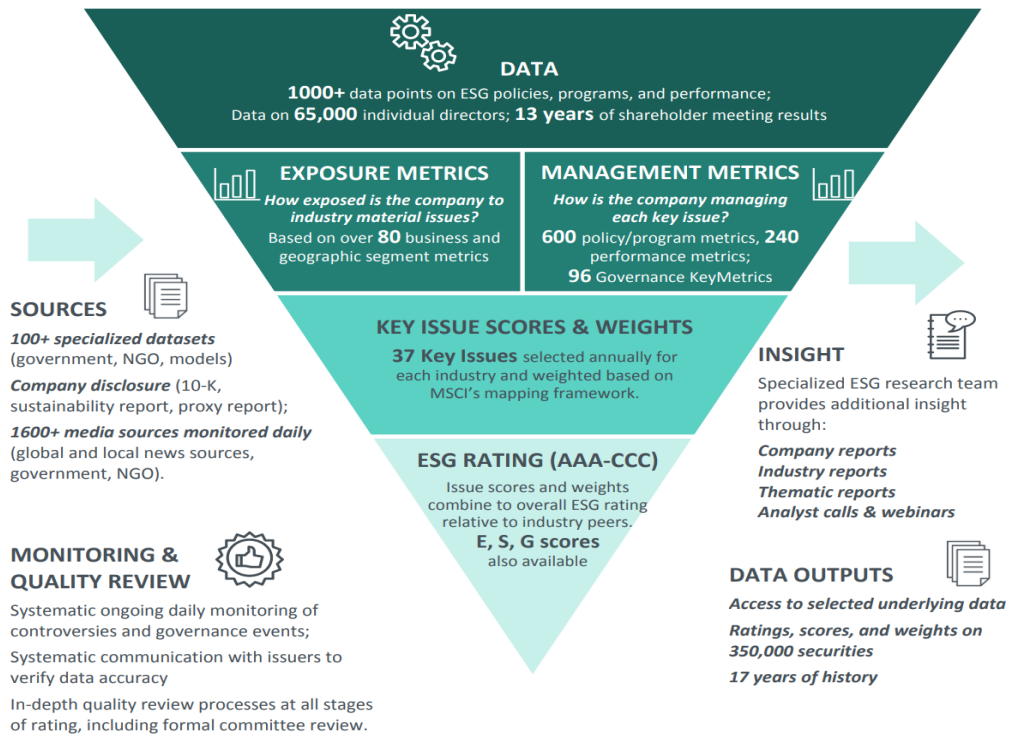 DATA
1000+ data points on ESG policies, programs, and performance;
Data on 65,000 individual directors; 13 years of shareholder meeting results
EXPOSURE METRICS
How exposed is the company to
industry material issues?
Based on over 80 business and
geographic segment metrics
MANAGEMENT METRICS
How is the company managing
each key issue?
600 policy/program metrics, 240
performance metrics;
96 Governance KeyMetrics
KEY ISSUE SCORES & WEIGHTS
37 Key Issues selected annually for
each industry and weighted based on
MSCI's mapping framework.
ESG RATING (AAA-CCC)
Issue scores and weights
combine to overall ESG rating
relative to industry peers.
E, S, G scores
also available
SOURCES
100+ specialized datasets
(government, NGO, models)
Company disclosure (10-K,
sustainability report, proxy report);
1600+ media sources monitored daily
(global and local news sources,
government, NGO).
MONITORING &
QUALITY REVIEW
Systematic ongoing daily monitoring of
controversies and governance events;
Systematic communication with issuers to
verify data accuracy
In-depth quality review processes at all stages
of rating, including formal committee review.
INSIGHT
Specialized ESG research team
provides additional insight
through:
Company reports
Industry reports
Thematic reports
Analyst calls & webinars
DATA OUTPUTS
Access to selected underlying data
Ratings, scores, and weights on
350,000 securities
17 years of history